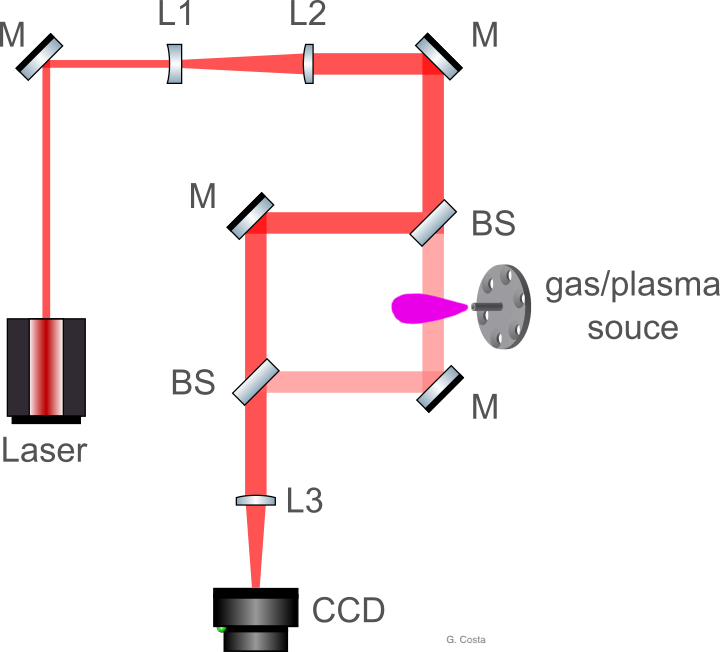 M
L1
L2
M
M
BS
gas/plasma
souce
BS
M
Laser
L3
CCD
G. Costa